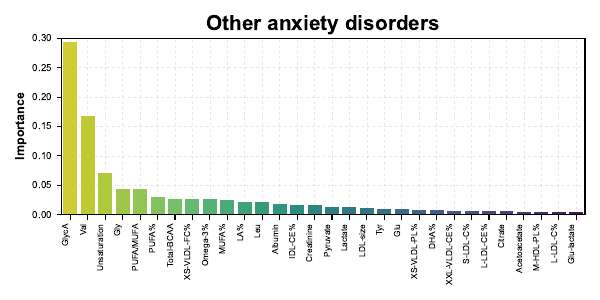 Other anxiety disorders
Importance
0.30
0.25
0.20
0.15
0.10
0.05
0.00
GlycA
Val
Unsaturation
Gly
PUFA/MUFA
PUFA%
Total-BCAA
XS-VLDL-FC%
Omega-3%
MUFA%
LA%
Leu
Albumin
IDL-CE%
Creatinine
Pyruvate
Lactate
LDL-size
Tyr
Glu
XS-VLDL-PL%
DHA%
XXL-VLDL-CE%
S-LDL-C%
L-LDL-CE%
Citrate
Acetoacetate
M-HDL-PL%
L-LDL-C%
Glu-lactate